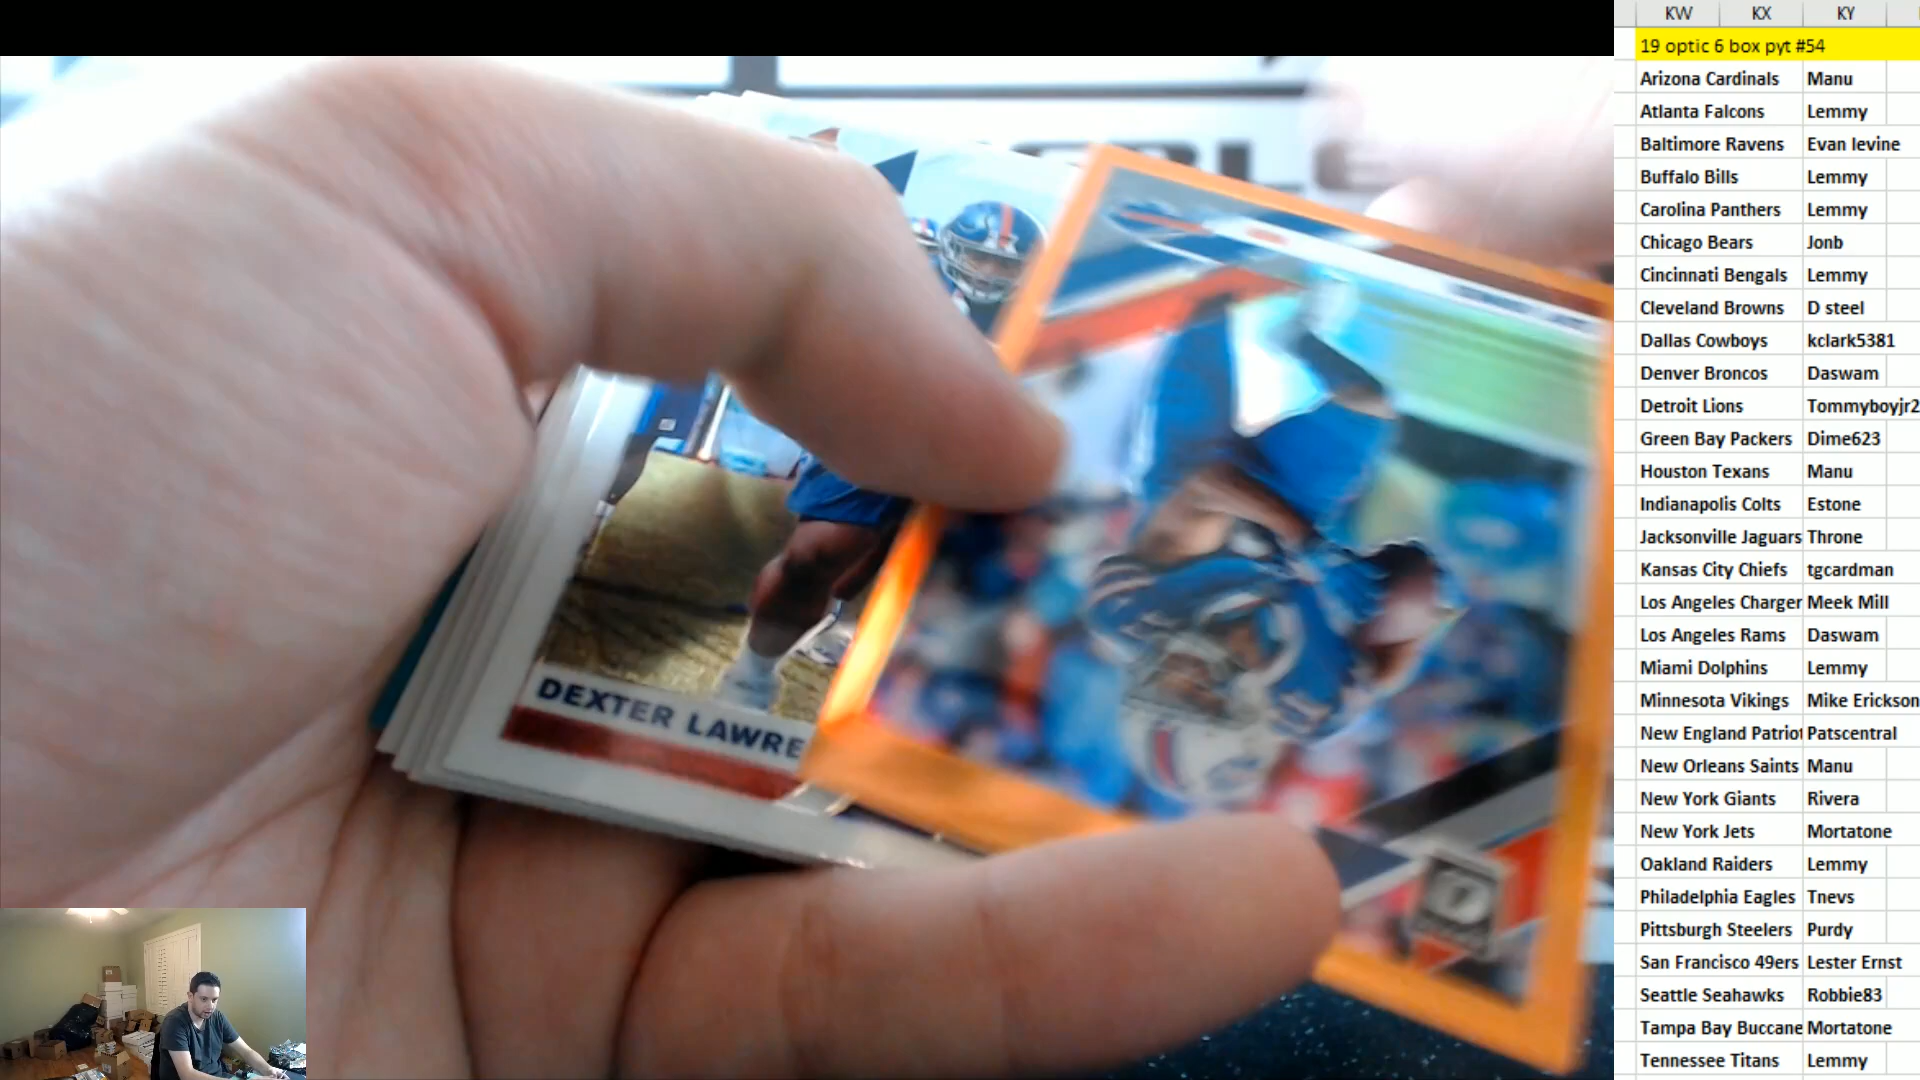 KW KX KY
19 optic 6 box pyt #54
Arizona Cardinals Manu
Atlanta Falcons Lemmy
Baltimore Ravens Evan levine
Buffalo Bills Lemmy
Carolina Panthers Lemmy
Chicago Bears Jonb
Cincinnati Bengals Lemmy
Cleveland Browns D steel
Dallas Cowboys kclark5381
Denver Broncos Daswam
Detroit Lions Tommyboyjr2
Green Bay Packers Dime623
Houston Texans Manu
Indianapolis Colts Estone
Jacksonville Jaguars Throne
Kansas City Chiefs tgcardman
Los Angeles Charger Meek Mill
Los Angeles Rams Daswam
Miami Dolphins Lemmy
Minnesota Vikings Mike Erickson
New England Patriot Patscentral
New Orleans Saints Manu
New York Giants Rivera
New York Jets Mortatone
Oakland Raiders Lemmy
Philadelphia Eagles Tnevs
Pittsburgh Steelers Purdy
San Francisco 49ers Lester Ernst
Seattle Seahawks Robbie83
Tampa Bay Buccane Mortatone
Tennessee Titans Lemmy
DEXTER LAWRE